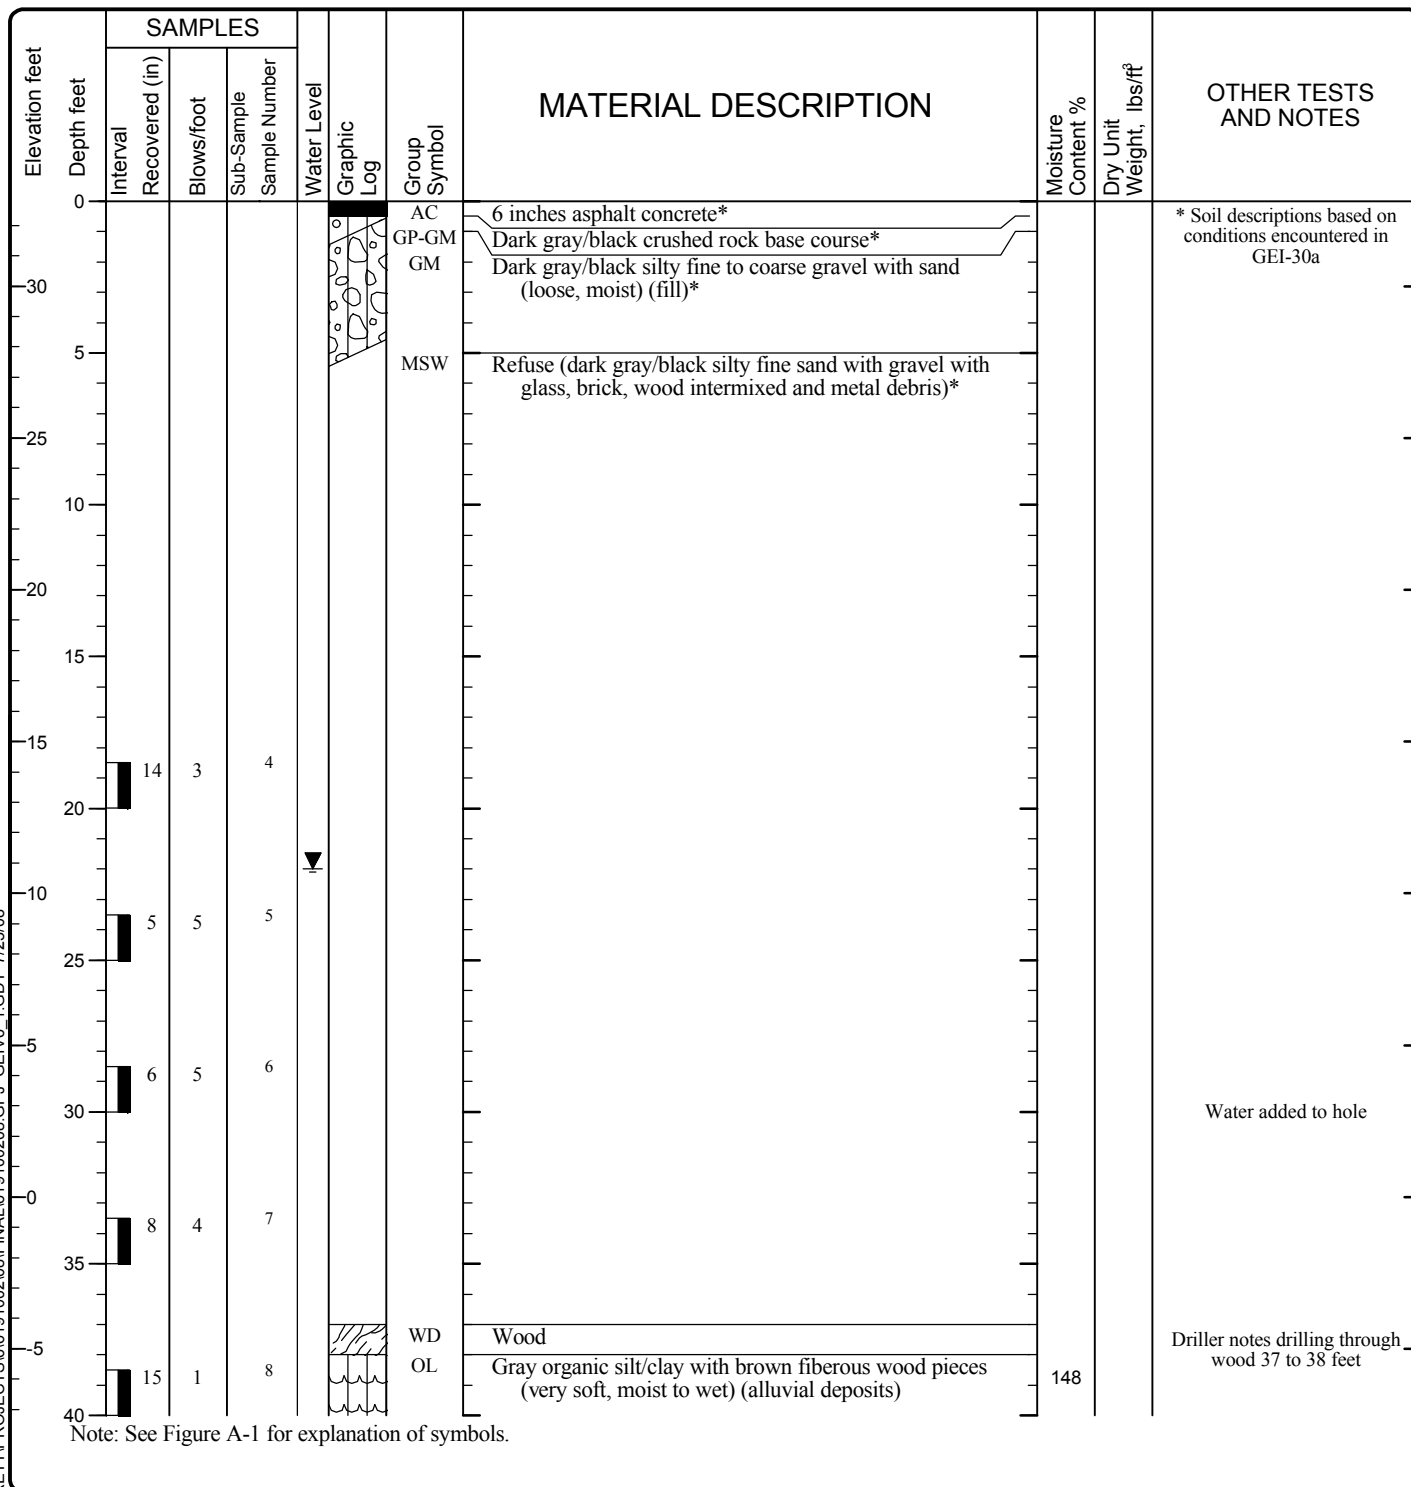 SAMPLES
Elevation feet
Depth feet
Interval
Recovered (in)
Blows/foot
Sub-Sample
Sample Number
Water Level
Graphic
Log
Group
Symbol
MATERIAL DESCRIPTION
Moisture
Content %
Dry Unit
Weight, lbs/ft³
OTHER TESTS
AND NOTES
0
AC
6 inches asphalt concrete*
* Soil descriptions based on
conditions encountered in
GEI-30a
GP-GM
Dark gray/black crushed rock base course*
GM
Dark gray/black silty fine to coarse gravel with sand
(loose, moist) (fill)*
30
5
MSW
Refuse (dark gray/black silty fine sand with gravel with
glass, brick, wood intermixed and metal debris)*
25
10
20
15
15
14 3 4
20
10
5 5 5
25
5
6 5 6
30
Water added to hole
0
8 4 7
35
WD
Wood
Driller notes drilling through
wood 37 to 38 feet
-5
OL
Gray organic silt/clay with brown fiberous wood pieces
(very soft, moist to wet) (alluvial deposits)
15 1 8
148
40
Note: See Figure A-1 for explanation of symbols.